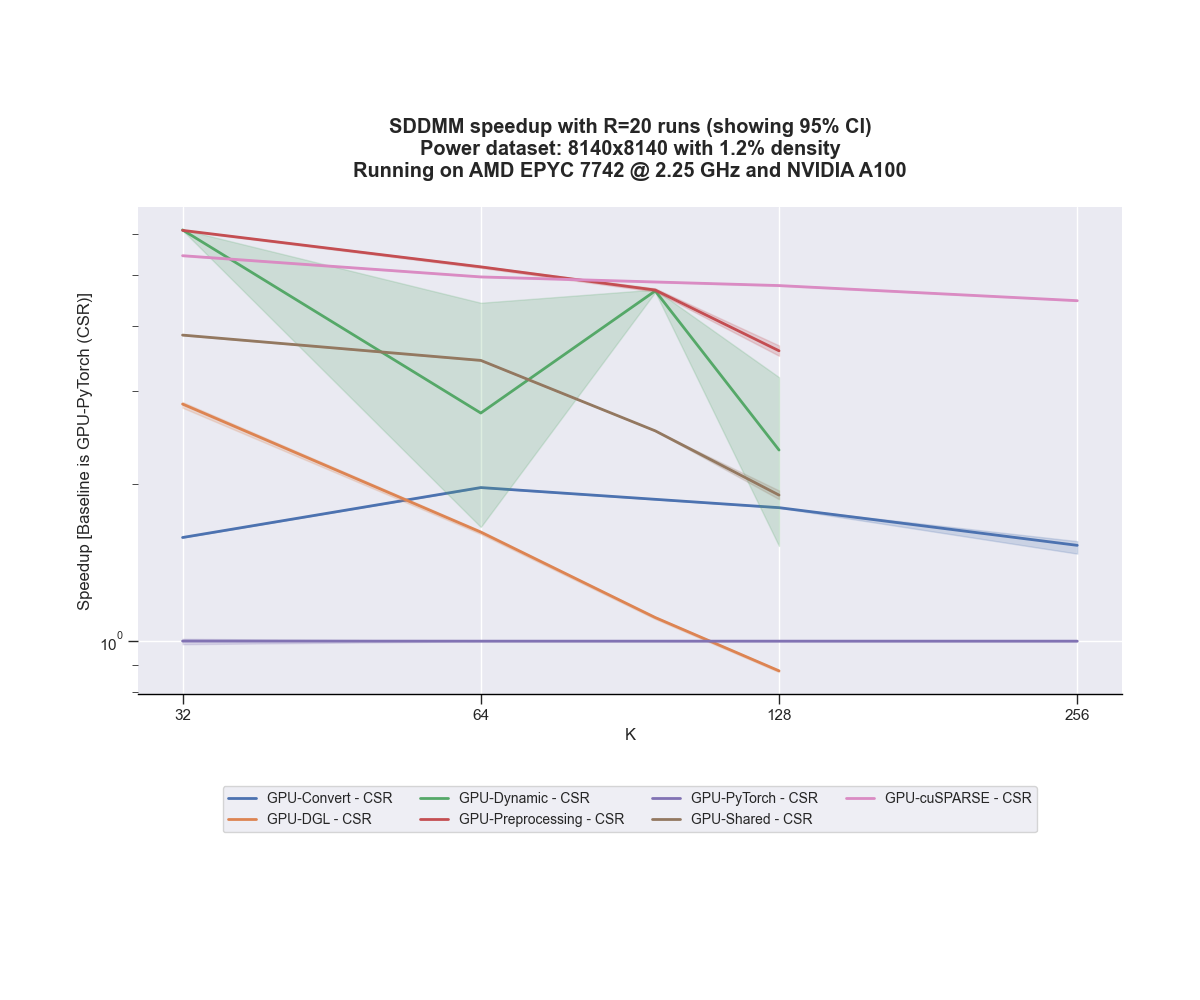 SDDMM speedup with R=20 runs (showing 95% CI)
Power dataset: 8140x8140 with 1.2% density
Running on AMD EPYC 7742 @ 2.25 GHz and NVIDIA A100
Speedup [Baseline is GPU-PyTorch (CSR)]
10⁰
32 64 128 256
K
GPU-Convert - CSR GPU-Dynamic - CSR GPU-PyTorch - CSR GPU-cuSPARSE - CSR
GPU-DGL - CSR GPU-Preprocessing - CSR GPU-Shared - CSR